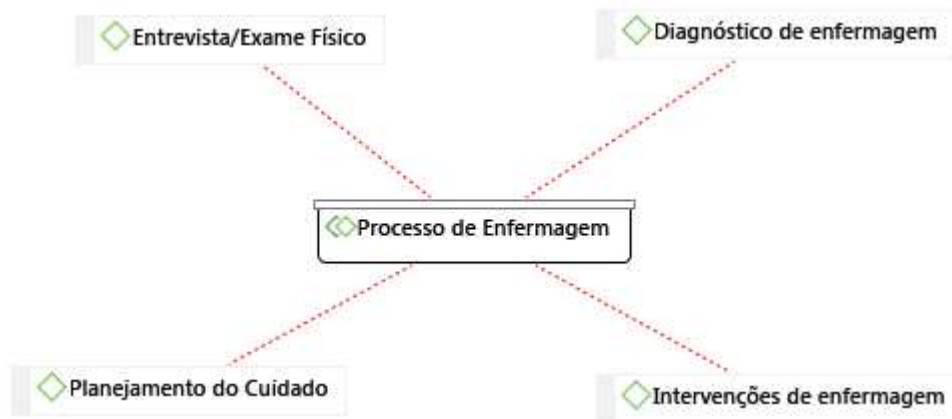 Entrevista/Exame Físico
Diagnóstico de enfermagem
Processo de Enfermagem
Planejamento do Cuidado
Intervenções de enfermagem